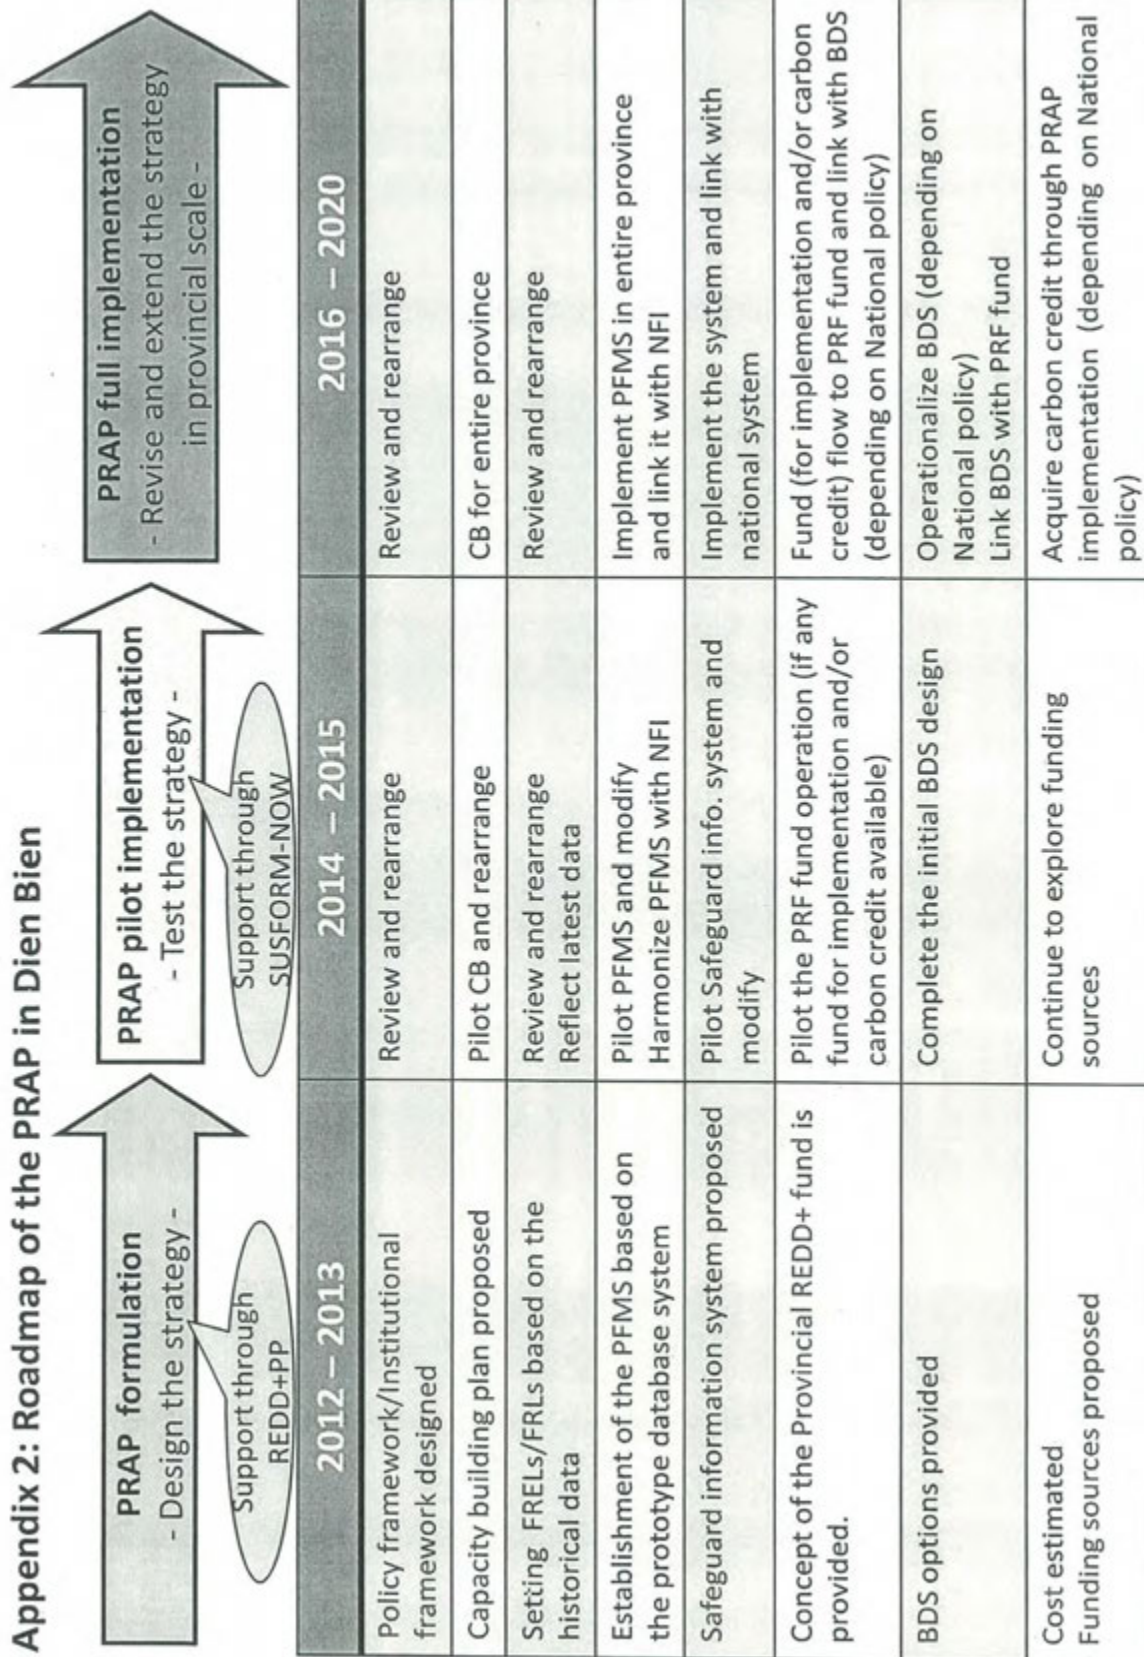 Appendix 2: Roadmap of the PRAP in Dien Bien
PRAP formulation
- Design the strategy -
Support through
REDD+PP
PRAP pilot implementation
- Test the strategy -
Support through
SUSFORM-NOW
PRAP full implementation
- Revise and extend the strategy
in provincial scale -
2012 – 2013
2014 – 2015
2016 – 2020
Policy framework/Institutional
framework designed
Review and rearrange
Review and rearrange
Capacity building plan proposed
Pilot CB and rearrange
CB for entire province
Setting FRELs/FRLs based on the
historical data
Review and rearrange
Reflect latest data
Review and rearrange
Establishment of the PFMS based on
the prototype database system
Pilot PFMS and modify
Harmonize PFMS with NFI
Implement PFMS in entire province
and link it with NFI
Safeguard information system proposed
Pilot Safeguard info. system and
modify
Implement the system and link with
national system
Concept of the Provincial REDD+ fund is
provided.
Pilot the PRF fund operation (if any
fund for implementation and/or
carbon credit available)
Fund (for implementation and/or carbon
credit) flow to PRF fund and link with BDS
(depending on National policy)
BDS options provided
Complete the initial BDS design
Operationalize BDS (depending on
National policy)
Link BDS with PRF fund
Cost estimated
Funding sources proposed
Continue to explore funding
sources
Acquire carbon credit through PRAP
implementation (depending on National
policy)